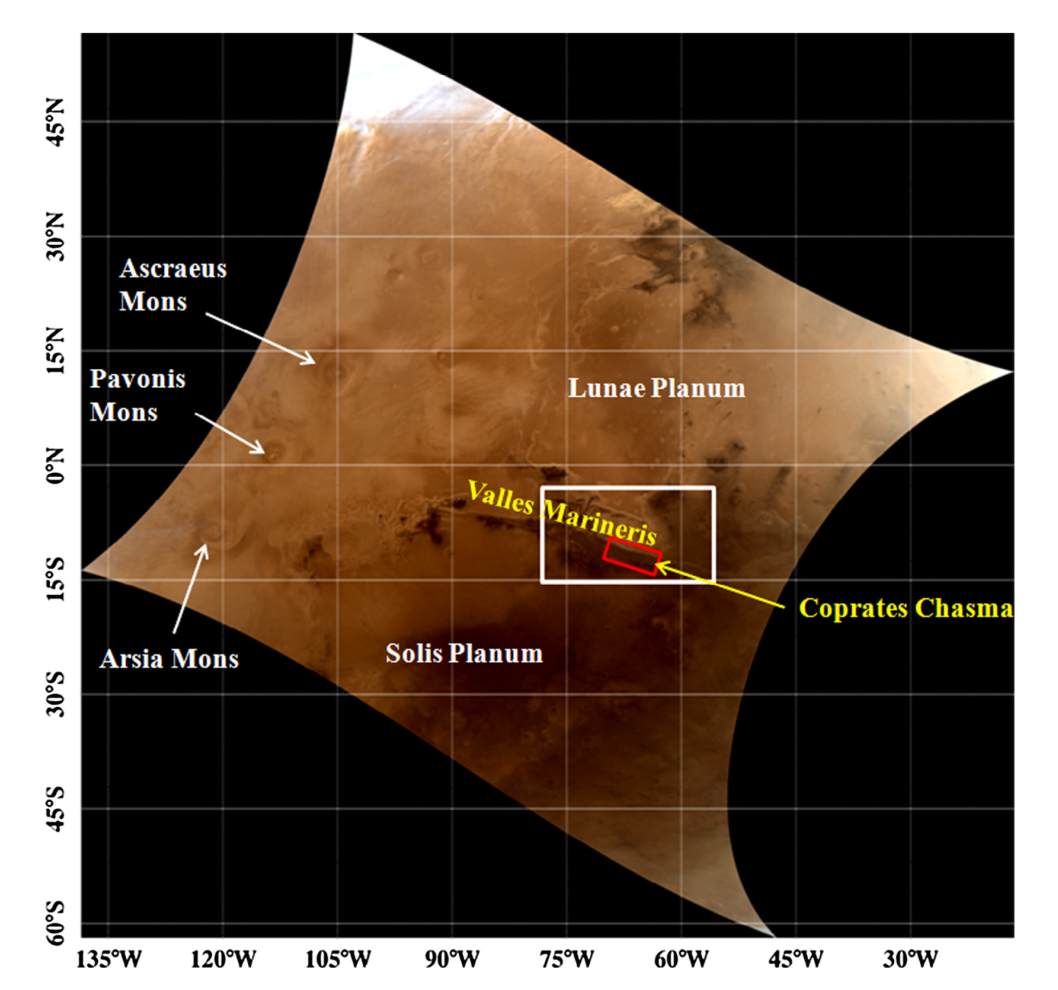 45°N
30°N
15°N
0°N
15°S
30°S
45°S
60°S
Ascraeus
Mons
Pavonis
Mons
Lunae Planum
Valles Marineris
Coprates Chasma
Arsia Mons
Solis Planum
135°W
120°W
105°W
90°W
75°W
60°W
45°W
30°W